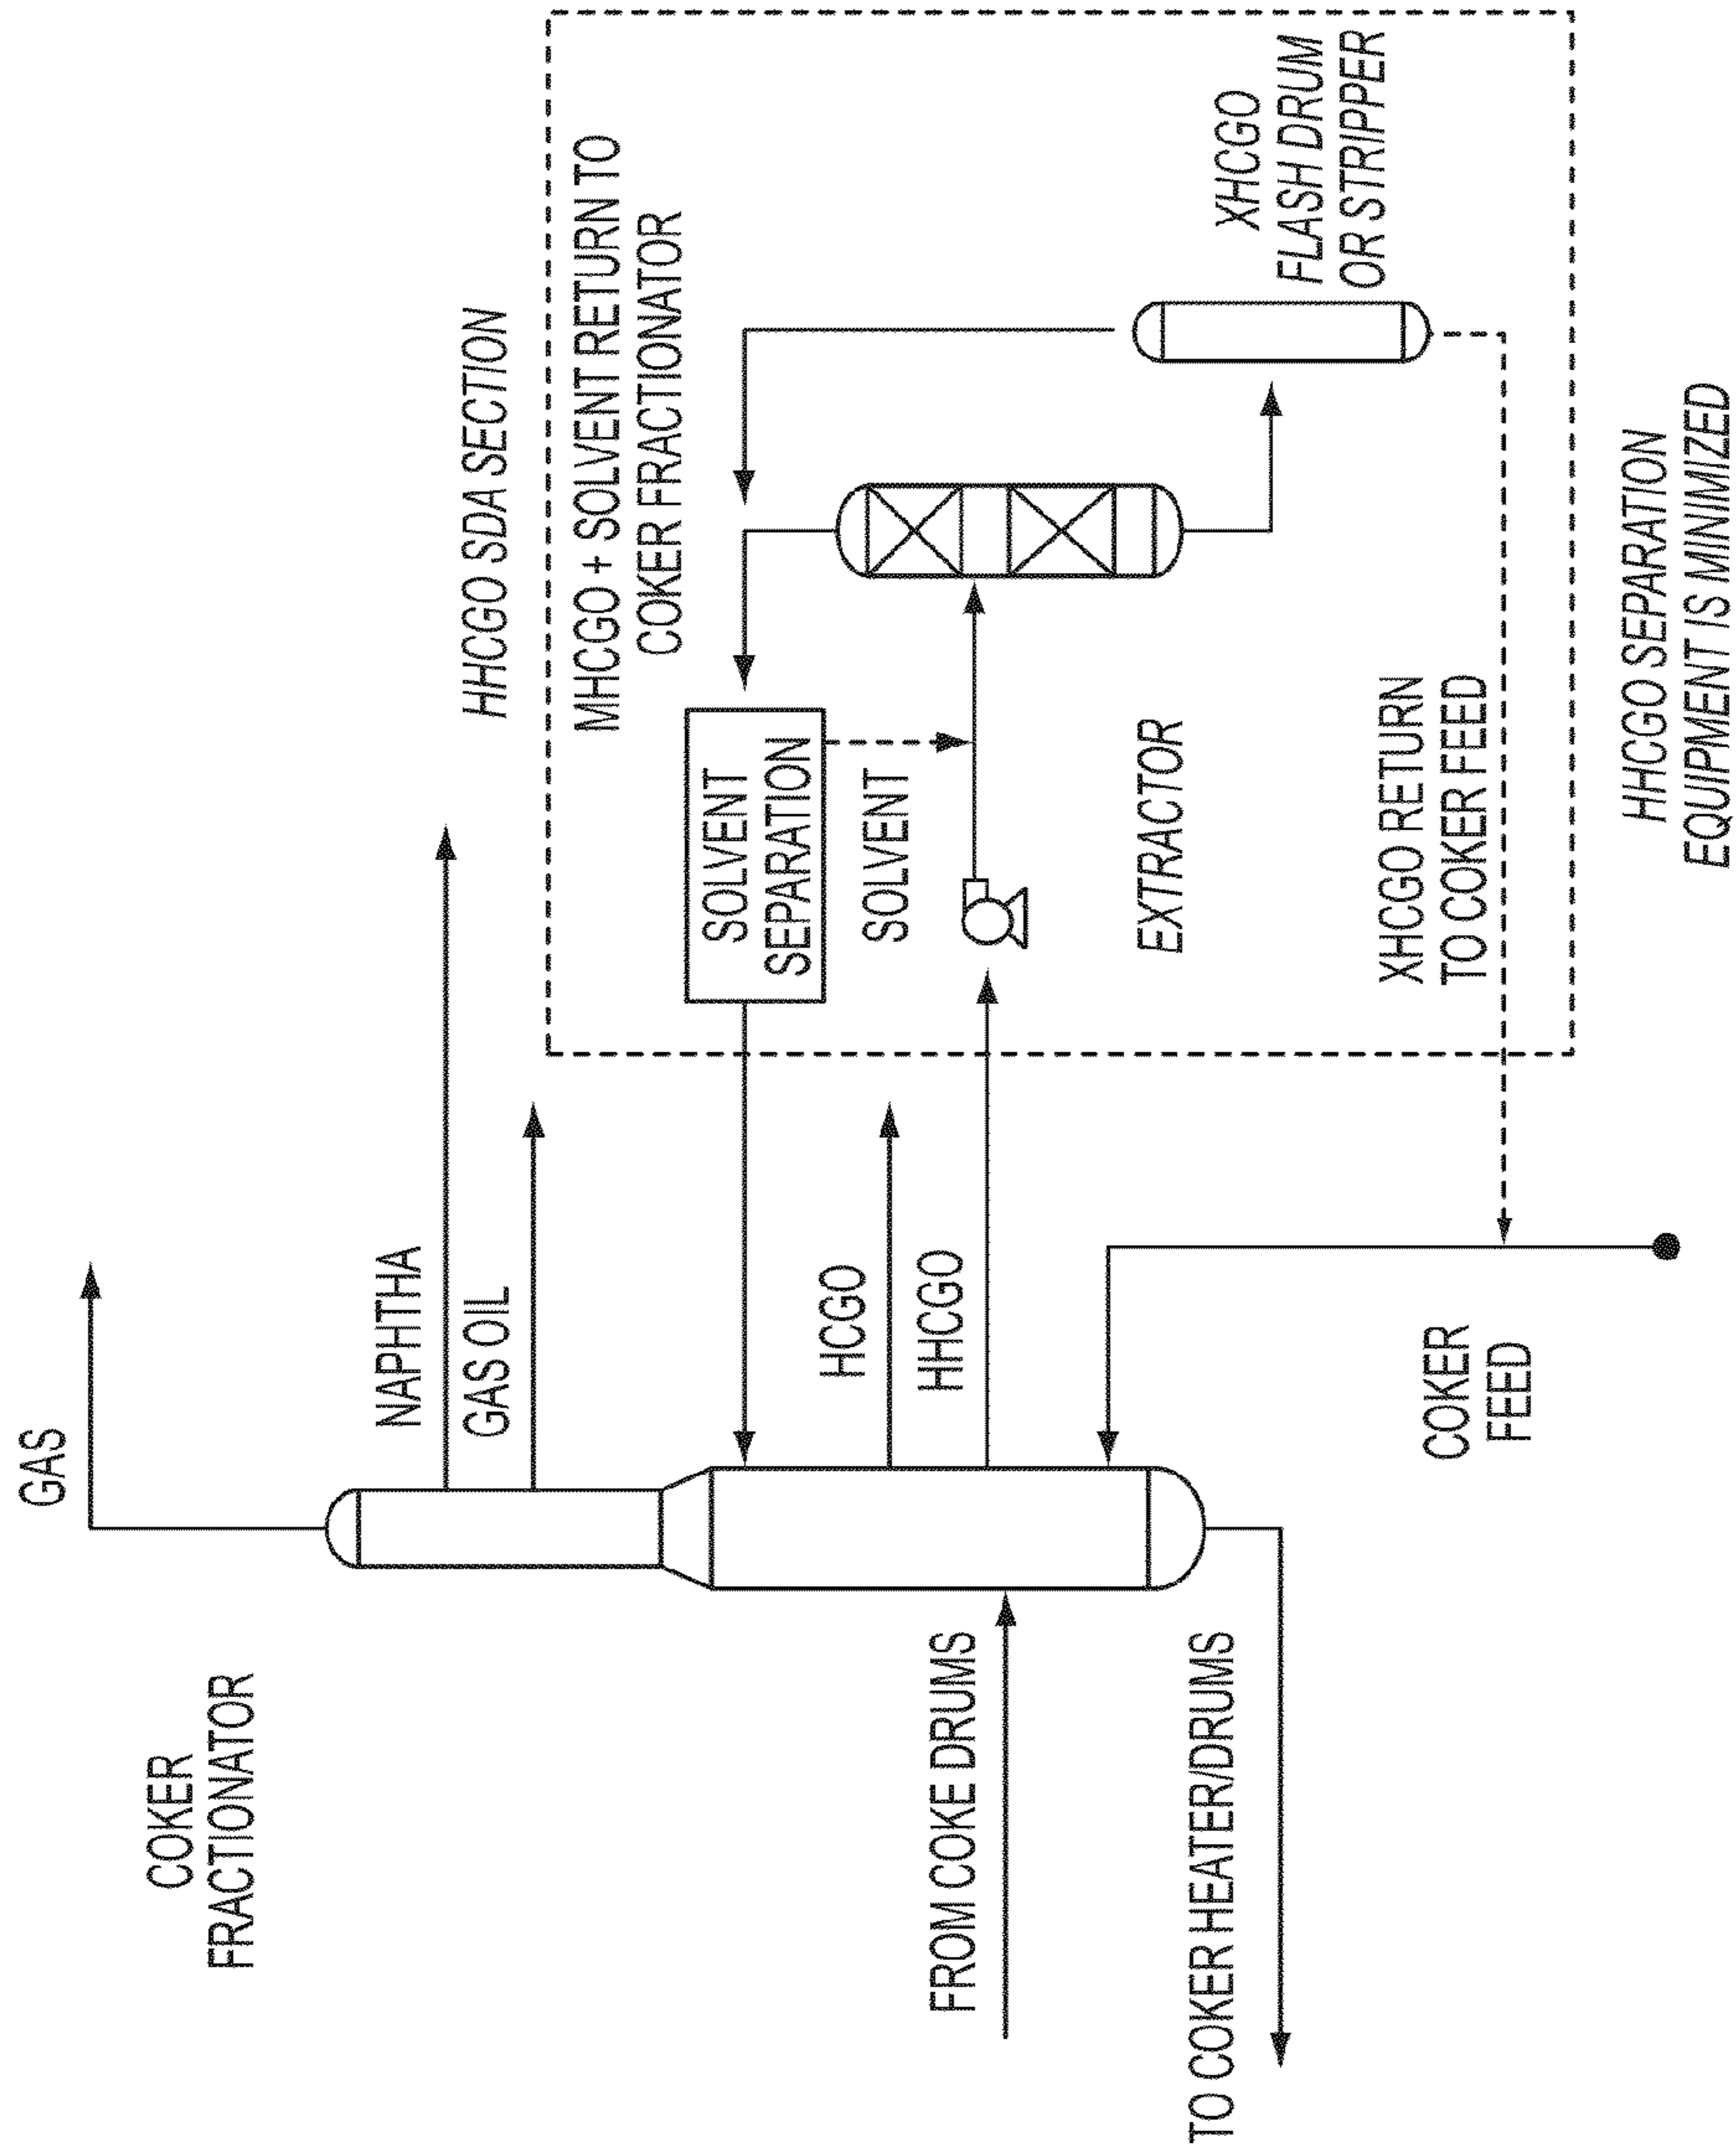 COKER
FRACTIONATOR
GAS
NAPHTHA
GAS OIL
HCGO
HHCGO
FROM COKE DRUMS
TO COKER HEATER/DRUMS
COKER
FEED
HHCGO SDA SECTION
MHCGO + SOLVENT RETURN TO
COKER FRACTIONATOR
SOLVENT
SEPARATION
SOLVENT
EXTRACTOR
XHCGO
FLASH DRUM
OR STRIPPER
XHCGO RETURN
TO COKER FEED
HHCGO SEPARATION
EQUIPMENT IS MINIMIZED